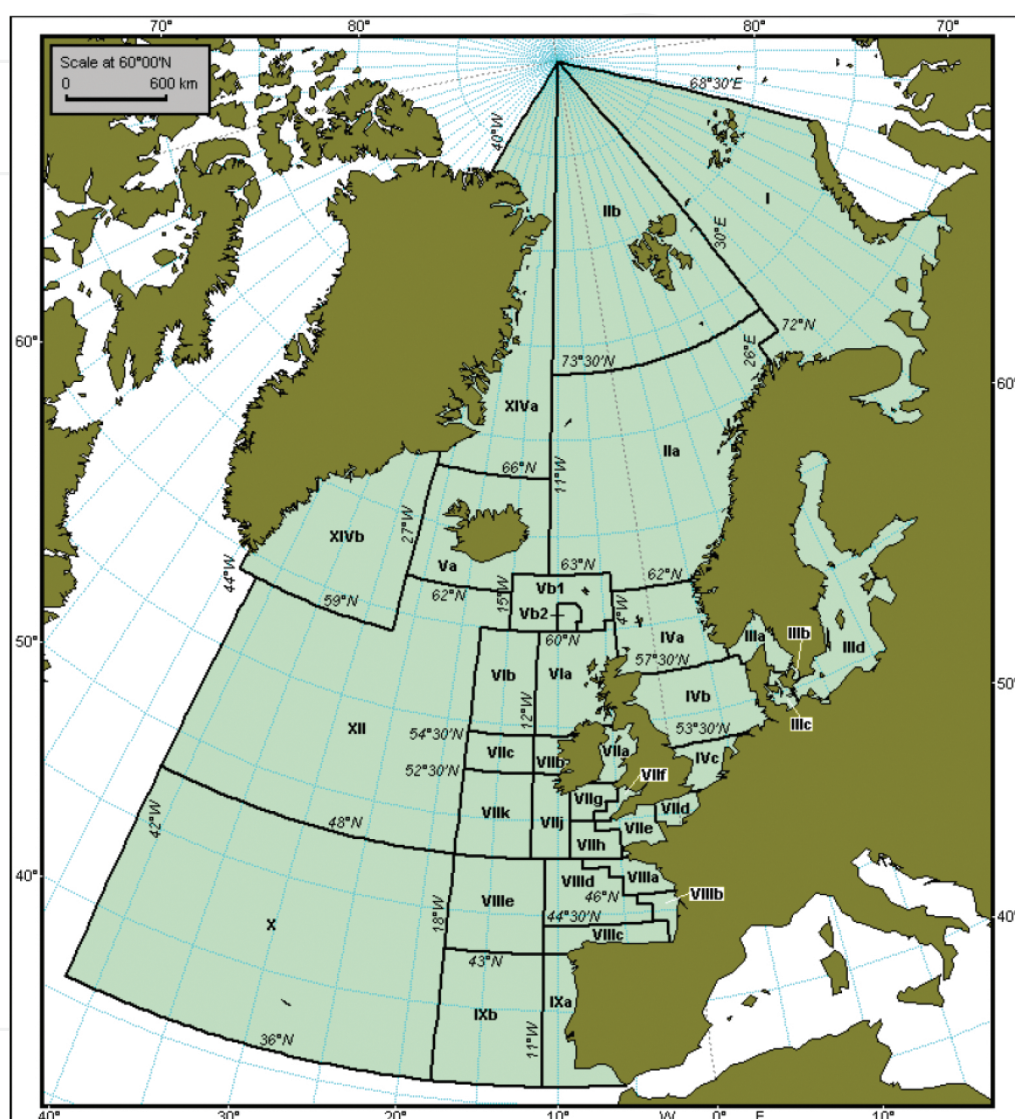 70°
80°
80°
70°
Scale at 60°00'N
0 600 km
68°30'E
40°W
I
IIb
30°E
60°
72°N
26°E
73°30'N
60°
XIVa
IIa
66°N
11°W
27°W
XIVb
Va
63°N
62°N
44°W
59°N
62°N
15°W
Vb1
4°W
Vb2
60°N
IVa
IIIa
IIIb
IIId
50°
57°30'N
VIb
VIa
IVb
50°
12°W
XII
54°30'N
53°30'N
IIIc
VIIc
VIIb
VIIa
IVc
52°30'N
VIIf
VIIg
VIId
42°W
48°N
VIIk
VIIj
VIIe
VIIh
40°
VIIId
VIIIa
46°N
VIIIb
VIIIe
18°W
44°30'N
40°
X
VIIIc
43°N
IXa
IXb
11°W
36°N
40°
30°
20°
10°
W 0° E
10°